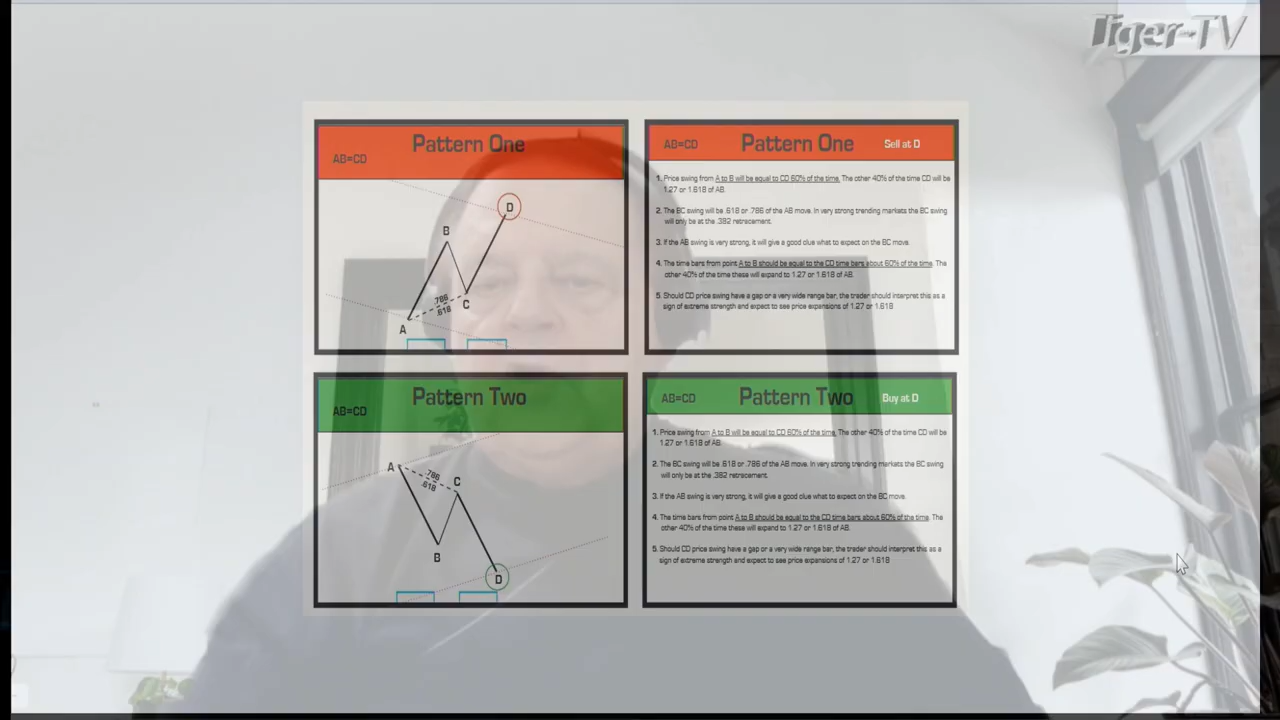 Tiger-TV
Pattern One
AB=CD
D
B
.786
.618
C
A
AB=CD
Pattern One
Sell at D
1. Price swing from A to B will be equal to CD 60% of the time. The other 40% of the time CD will be
1.27 or 1.618 of AB.
2. The BC swing will be .618 or .786 of the AB move. In very strong trending markats the BC swing
will only be at the .382 retracement.
3. If the AB swing is very strong, it will give a good clue what to expect on the BC move.
4. The time bars from point A to B should be equal to the CD time bars about 60% of the time. The
other 40% of the time these will expand to 1.27 or 1.618 of AB.
5. Should CD price swing have a gap or a very wide range bar, the trader should interpret this as a
sign of extreme strength and expect to see price expansions of 1.27 or 1.618
Pattern Two
AB=CD
A
.786
.618
C
B
D
AB=CD
Pattern Two
Buy at D
1. Price swing from A to B will be equal to CD 60% of the time. The other 40% of the time CD will be
1.27 or 1.618 of AB.
2. The BC swing will be .618 or .786 of the AB move. In very strong trending markats the BC swing
will only be at the .382 retracement.
3. If the AB swing is very strong, it will give a good clue what to expect on the BC move.
4. The time bars from point A to B should be equal to the CD time bars about 60% of the time. The
other 40% of the time these will expand to 1.27 or 1.618 of AB.
5. Should CD price swing have a gap or a very wide range bar, the trader should interpret this as a
sign of extreme strength and expect to see price expansions of 1.27 or 1.618